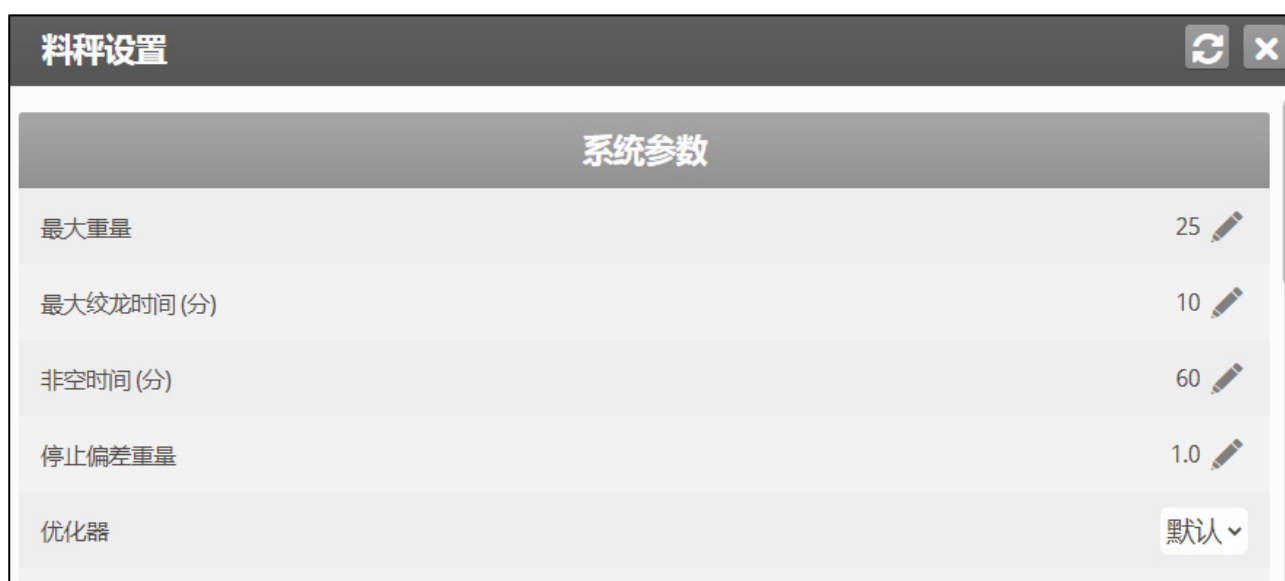 料秤设置
系统参数
最大重量 25
最大绞龙时间 (分) 10
非空时间 (分) 60
停止偏差重量 1.0
优化器 默认